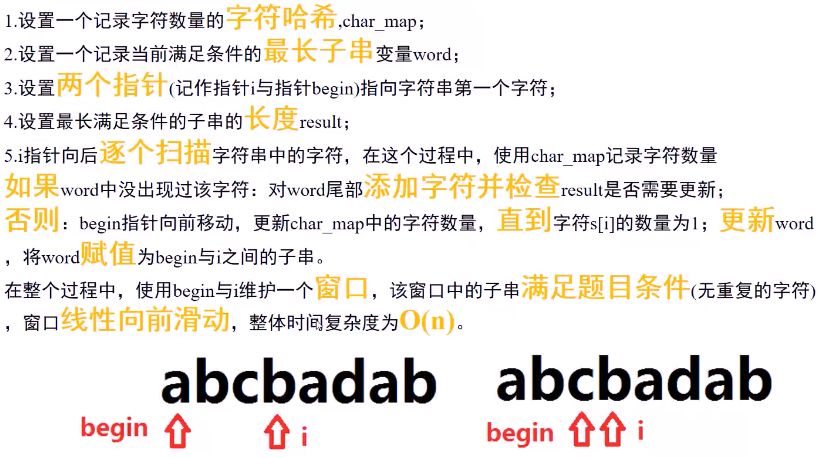 1.设置一个记录字符数量的字符哈希,char_map；
2.设置一个记录当前满足条件的最长子串变量word；
3.设置两个指针(记作指针i与指针begin)指向字符串第一个字符；
4.设置最长满足条件的子串的长度result；
5.i指针向后逐个扫描字符串中的字符，在这个过程中，使用char_map记录字符数量
如果word中没出现过该字符：对word尾部添加字符并检查result是否需要更新；
否则：begin指针向前移动，更新char_map中的字符数量，直到字符s[i]的数量为1；更新word
，将word赋值为begin与i之间的子串。
在整个过程中，使用begin与i维护一个窗口，该窗口中的子串满足题目条件(无重复的字符)
，窗口线性向前滑动，整体时间复杂度为O(n)。
abcbadab
begin i
abcbadab
begin i